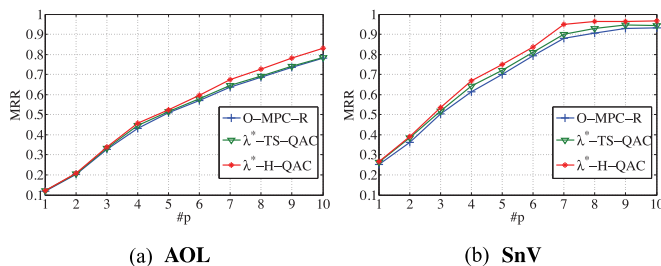 1
0.9
0.8
0.7
0.6
0.5
0.4
0.3
0.2
0.1
MRR
O–MPC–R
λ*–TS–QAC
λ*–H–QAC
1 2 3 4 5 6 7 8 9 10
#p
(a) AOL
1
0.9
0.8
0.7
0.6
0.5
0.4
0.3
0.2
0.1
MRR
O–MPC–R
λ*–TS–QAC
λ*–H–QAC
1 2 3 4 5 6 7 8 9 10
#p
(b) SnV